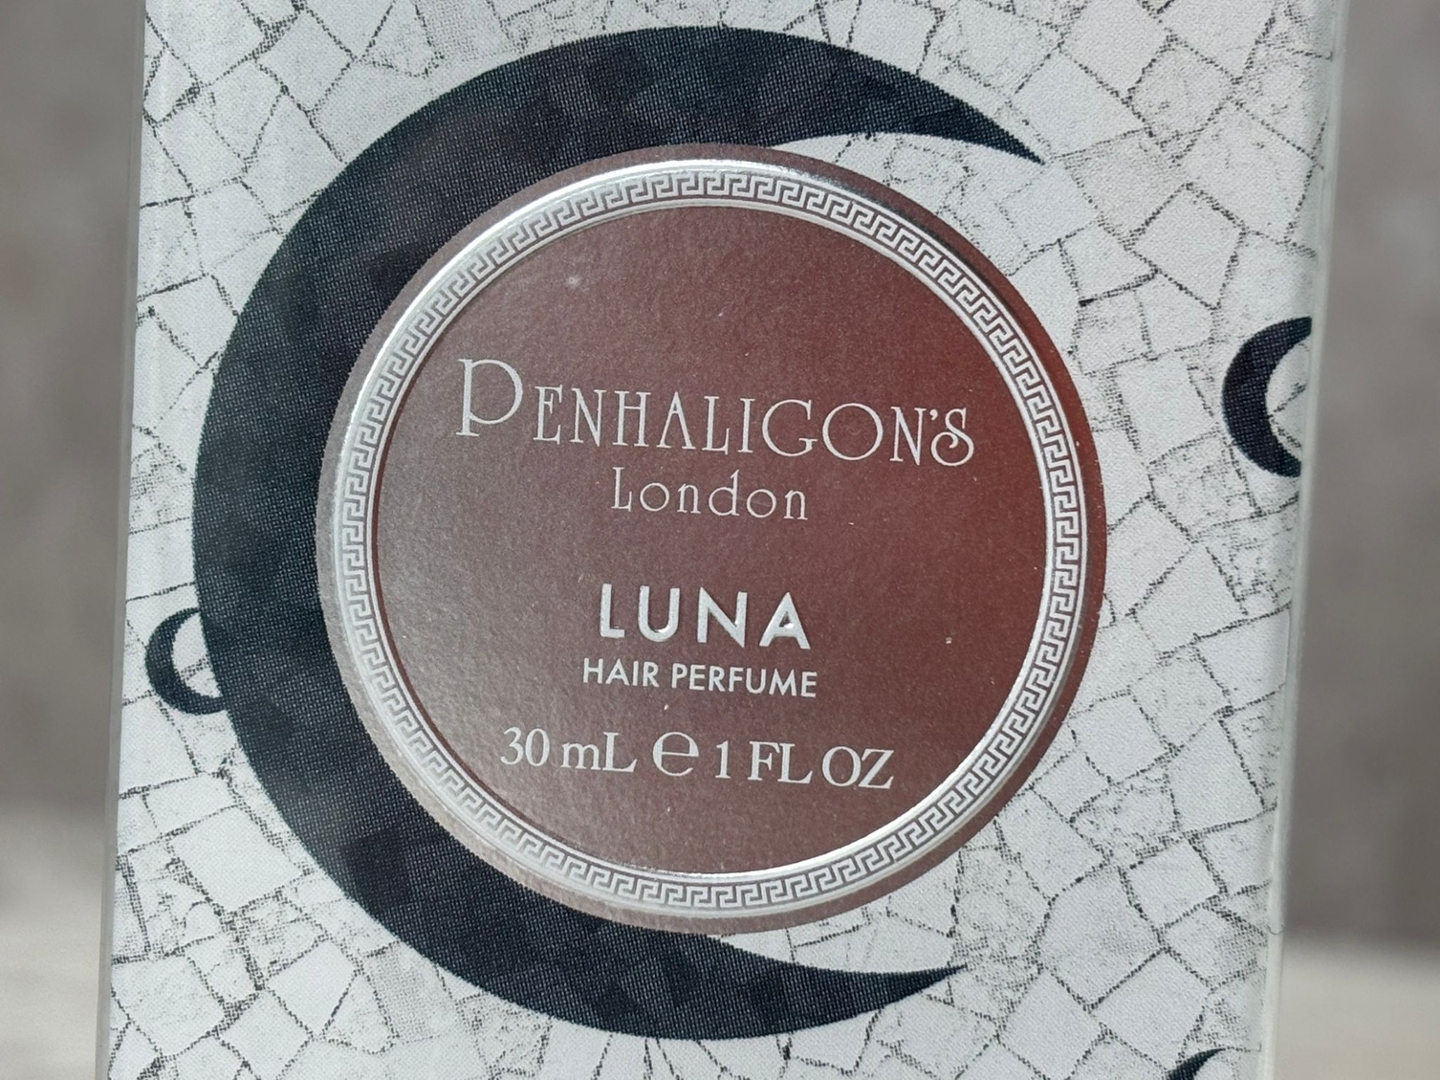 PENHALIGON'S
London
LUNA
HAIR PERFUME
30 mL ℮ 1 FL OZ